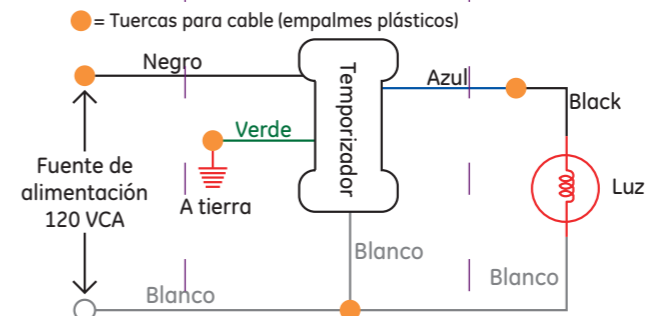 = Tuercas para cable (empalmes plásticos)
Negro
Temporizador
Azul
Black
Verde
Fuente de
alimentación
120 VCA
A tierra
Luz
Blanco
Blanco
Blanco